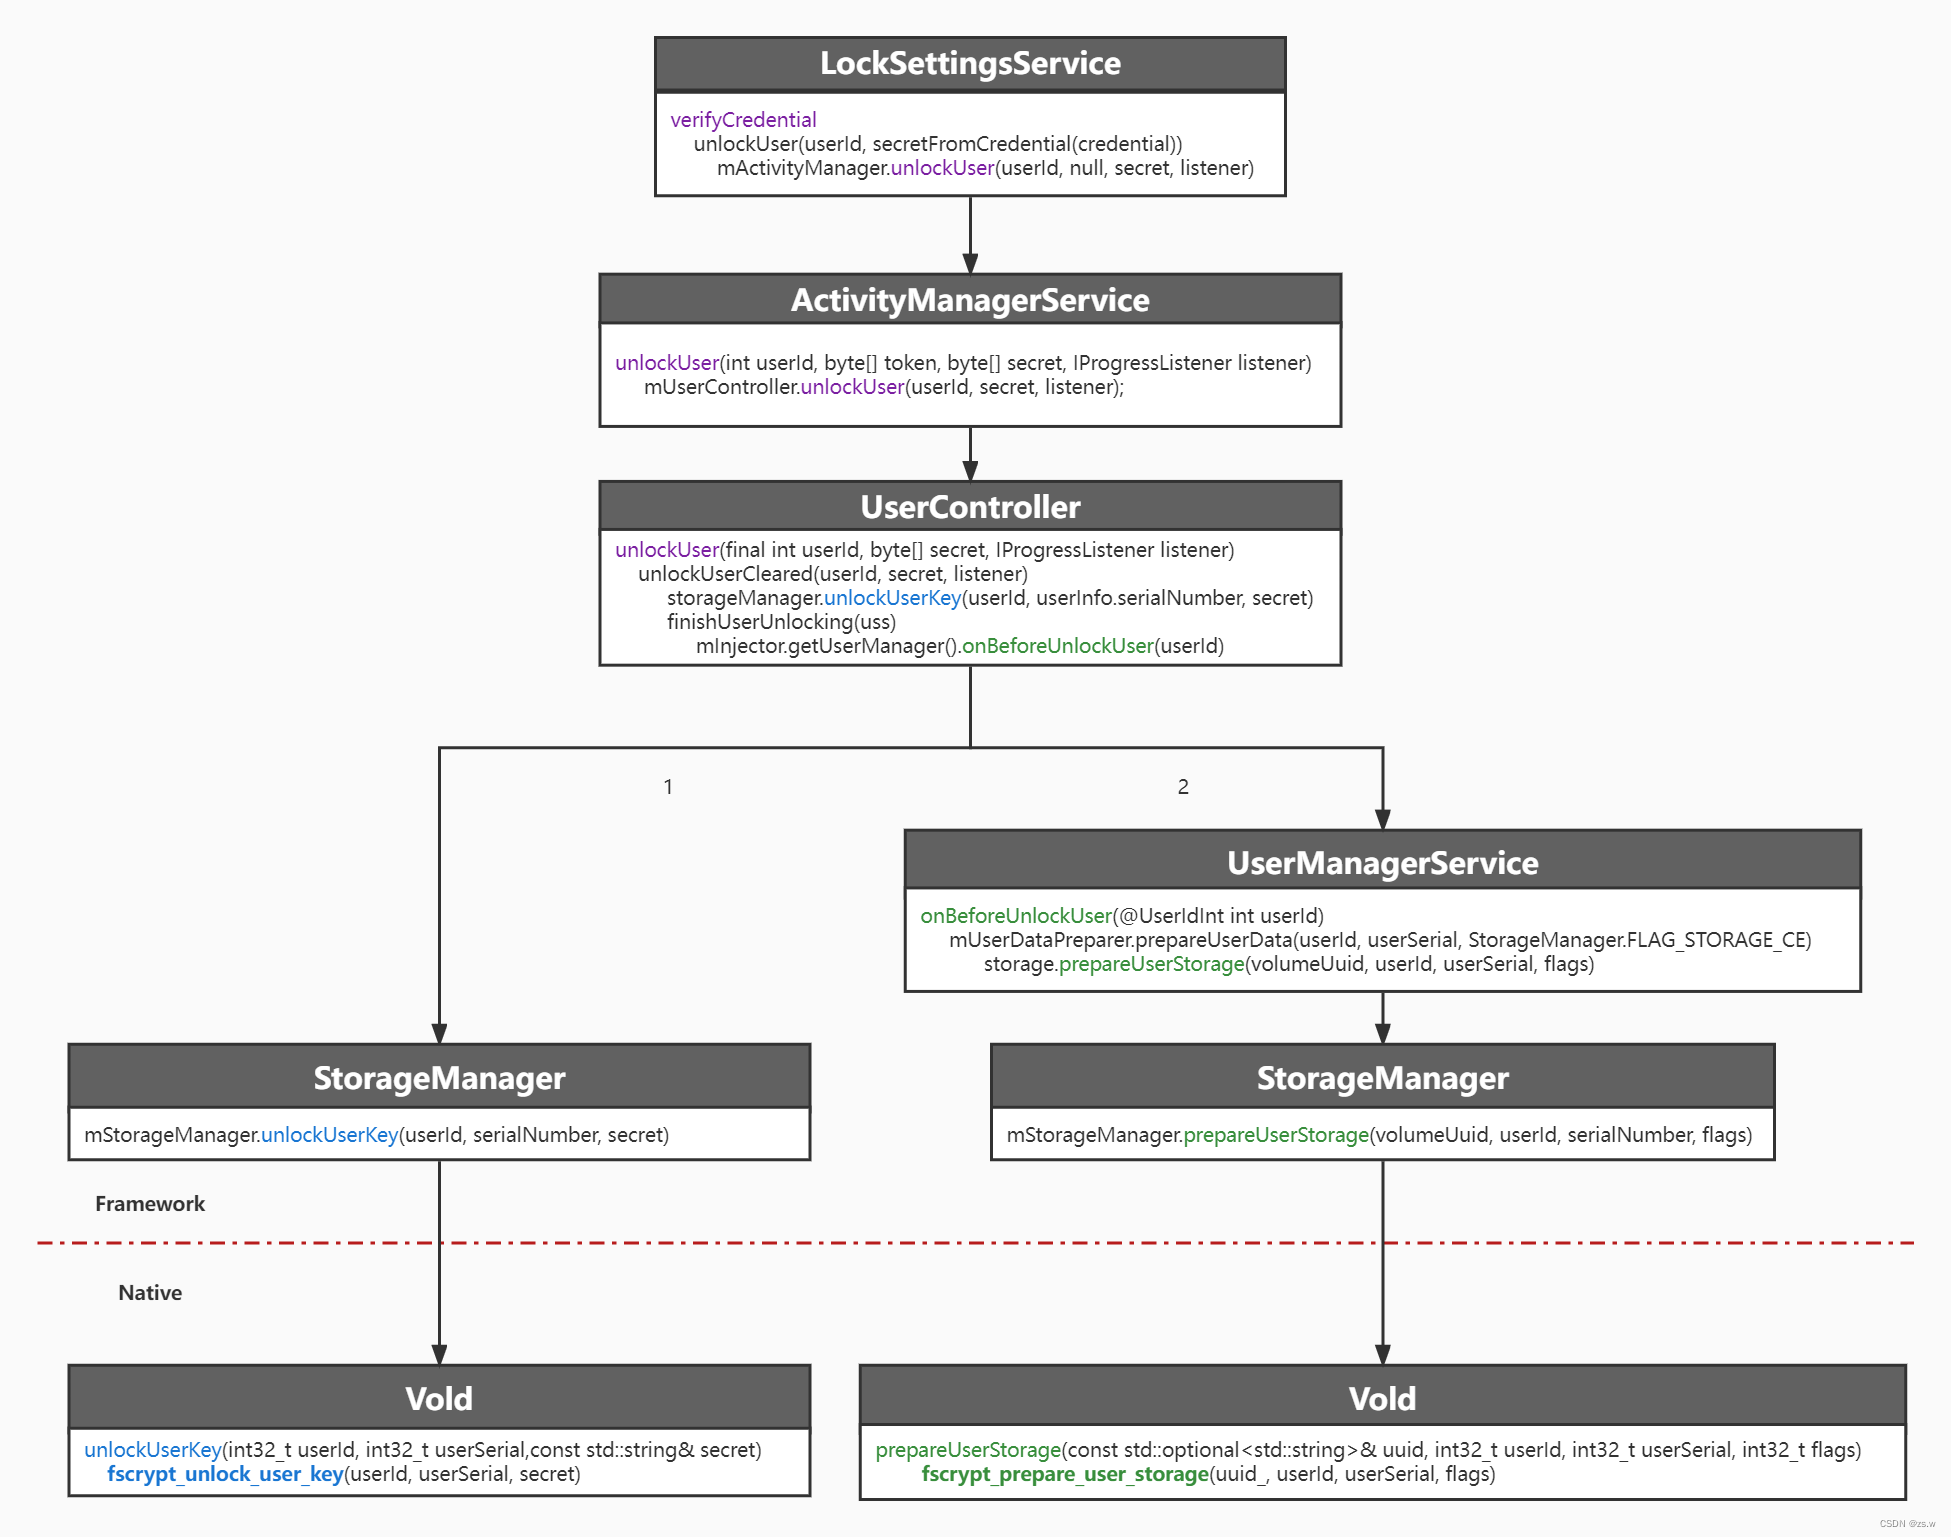 LockSettingsService
verifyCredential
unlockUser(userId, secretFromCredential(credential))
mActivityManager.unlockUser(userId, null, secret, listener)
ActivityManagerService
unlockUser(int userId, byte[] token, byte[] secret, IProgressListener listener)
mUserController.unlockUser(userId, secret, listener);
UserController
unlockUser(final int userId, byte[] secret, IProgressListener listener)
unlockUserCleared(userId, secret, listener)
storageManager.unlockUserKey(userId, userInfo.serialNumber, secret)
finishUserUnlocking(uss)
mInjector.getUserManager().onBeforeUnlockUser(userId)
1
2
UserManagerService
onBeforeUnlockUser(@UserIdInt int userId)
mUserDataPreparer.prepareUserData(userId, userSerial, StorageManager.FLAG_STORAGE_CE)
storage.prepareUserStorage(volumeUuid, userId, userSerial, flags)
StorageManager
mStorageManager.unlockUserKey(userId, serialNumber, secret)
StorageManager
mStorageManager.prepareUserStorage(volumeUuid, userId, serialNumber, flags)
Framework
Native
Vold
unlockUserKey(int32_t userId, int32_t userSerial,const std::string& secret)
fscrypt_unlock_user_key(userId, userSerial, secret)
Vold
prepareUserStorage(const std::optional<std::string>& uuid, int32_t userId, int32_t userSerial, int32_t flags)
fscrypt_prepare_user_storage(uuid_, userId, userSerial, flags)
CSDN @zs.w